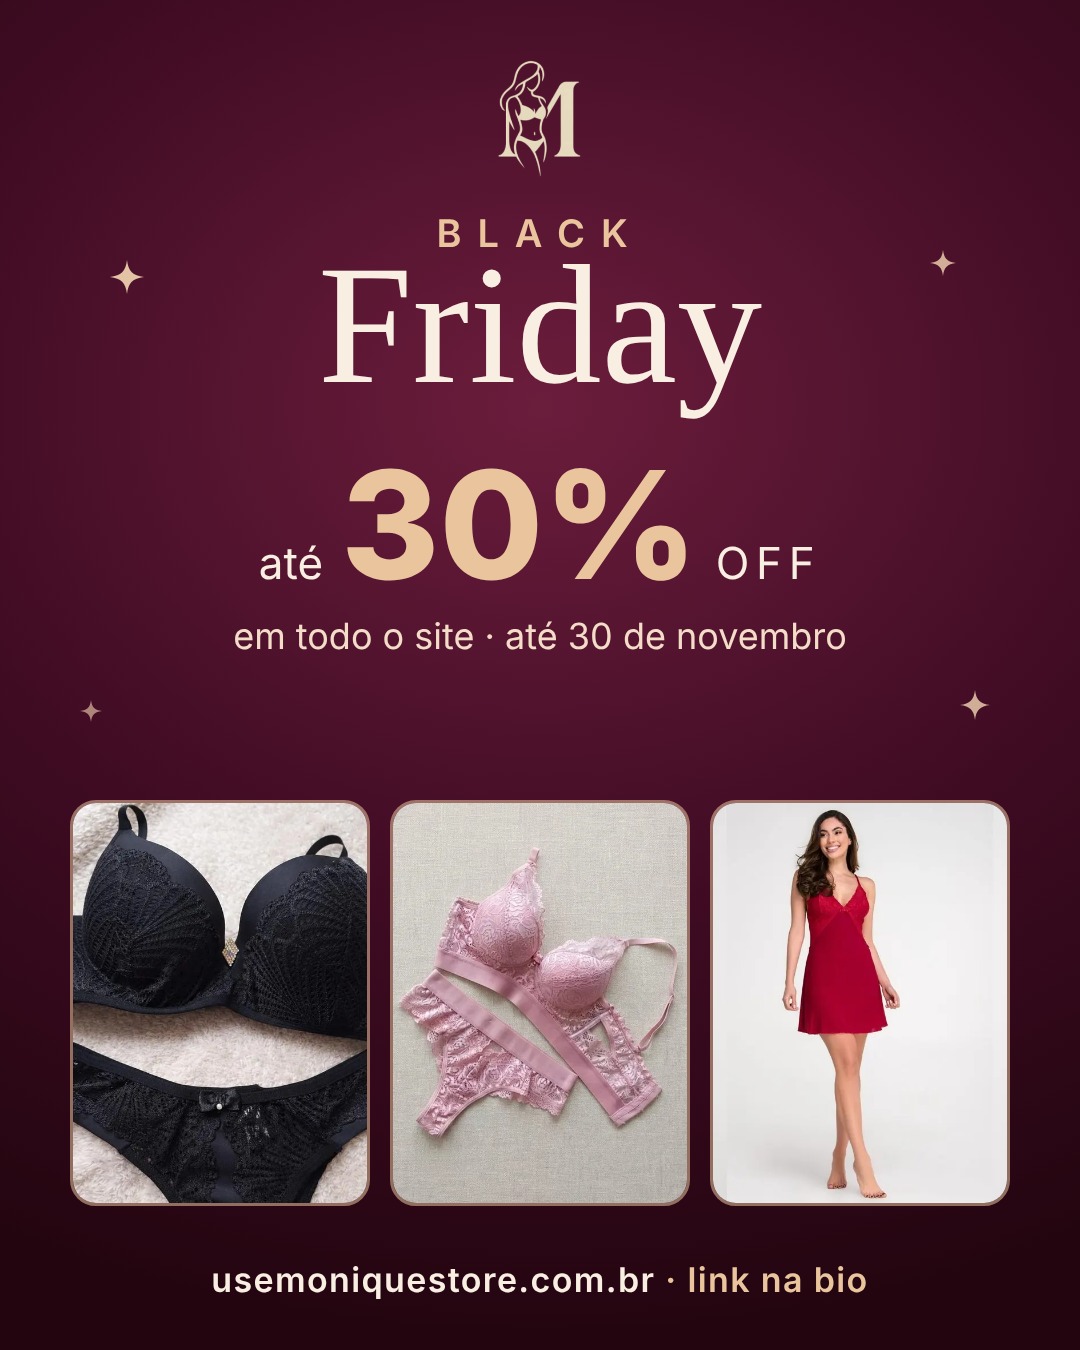 M
BLACK
Friday
até 30% OFF
em todo o site · até 30 de novembro
usemoniquestore.com.br · link na bio